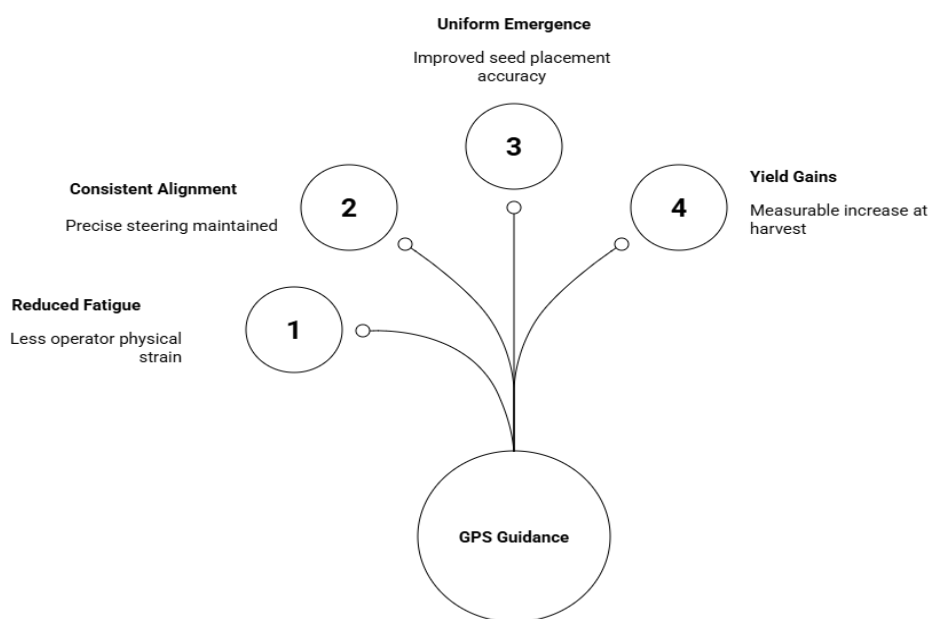 Uniform Emergence
Improved seed placement
accuracy
3
Consistent Alignment
Precise steering maintained
2
Yield Gains
Measurable increase at
harvest
4
Reduced Fatigue
Less operator physical
strain
1
GPS Guidance